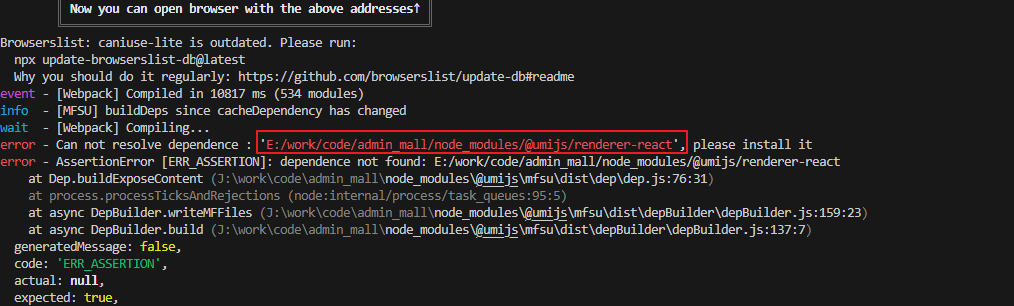 Now you can open browser with the above addresses↑
Browserslist: caniuse-lite is outdated. Please run:
  npx update-browserslist-db@latest
  Why you should do it regularly: https://github.com/browserslist/update-db#readme
event - [Webpack] Compiled in 10817 ms (534 modules)
info  - [MFSU] buildDeps since cacheDependency has changed
wait  - [Webpack] Compiling...
error - Can not resolve dependence : 'E:/work/code/admin_mall/node_modules/@umijs/renderer-react', please install it
error - AssertionError [ERR_ASSERTION]: dependence not found: E:/work/code/admin_mall/node_modules/@umijs/renderer-react
    at Dep.buildExposeContent (J:\work\code\admin_mall\node_modules\@umijs\mfsu\dist\dep\dep.js:76:31)
    at process.processTicksAndRejections (node:internal/process/task_queues:95:5)
    at async DepBuilder.writeMFFiles (J:\work\code\admin_mall\node_modules\@umijs\mfsu\dist\depBuilder\depBuilder.js:159:23)
    at async DepBuilder.build (J:\work\code\admin_mall\node_modules\@umijs\mfsu\dist\depBuilder\depBuilder.js:137:7)
  generatedMessage: false,
  code: 'ERR_ASSERTION',
  actual: null,
  expected: true,